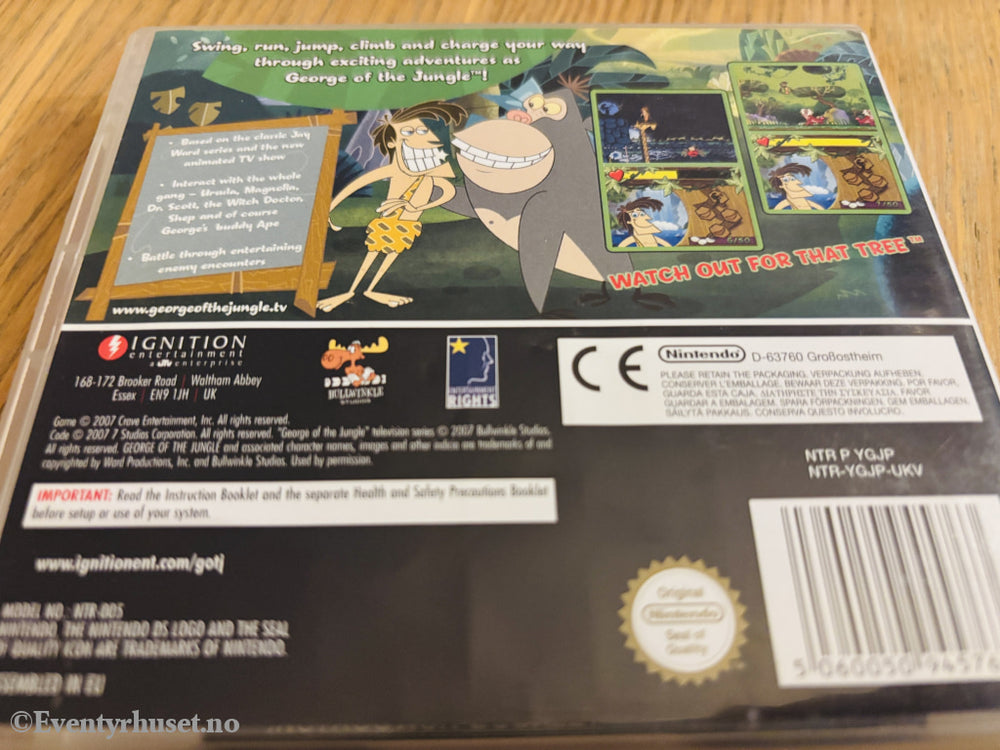 Swing, run, jump, climb and charge your way
through exciting adventures as
George of the Jungle™!
• Based on the classic Jay
Ward series and the new
animated TV show
• Interact with the whole
gang - Ursula, Magnolia,
Dr. Scott, the Witch Doctor,
Shep and of course
George's buddy Ape
• Battle through entertaining
enemy encounters
www.georgeofthejungle.tv
6/50
1/50
WATCH OUT FOR THAT TREE™
IGNITION
entertainment
a enterprise
168-172 Brooker Road / Waltham Abbey
Essex / EN9 1JH / UK
BULLWINKLE
STUDIOS
ENTERTAINMENT
RIGHTS
CE
Nintendo D-63760 Großostheim
PLEASE RETAIN THE PACKAGING. VERPACKUNG AUFHEBEN.
CONSERVER L'EMBALLAGE. BEWAAR DEZE VERPAKKING. POR FAVOR,
GUARDA ESTA CAJA. ΔΙΑΤΗΡΗΣΤΕ ΤΗΝ ΣΥΣΚΕΥΑΣΙΑ. FAVOR
GUARDAR A EMBALAGEM. SPARA FÖRPACKNINGEN. GEM EMBALLAGEN.
SÄILYTÄ PAKKAUS. CONSERVA QUESTO INVOLUCRO.
Game © 2007 Crave Entertainment, Inc. All rights reserved.
Code © 2007 7 Studios Corporation. All rights reserved. "George of the Jungle" television series © 2007 Bullwinkle Studios.
All rights reserved. GEORGE OF THE JUNGLE and associated character names, images and other indicia are trademarks of and
copyrighted by Ward Productions, Inc. and Bullwinkle Studios. Used by permission.
NTR P YGJP
NTR-YGJP-UKV
IMPORTANT: Read the Instruction Booklet and the separate Health and Safety Precautions Booklet
before setup or use of your system.
www.ignitionent.com/gotj
MODEL NO.: NTR-005
NINTENDO, THE NINTENDO DS LOGO AND THE SEAL
OF QUALITY ICON ARE TRADEMARKS OF NINTENDO.
ASSEMBLED IN EU
Original
Nintendo
Seal of
Quality
5 060050 94576
©Eventyrhuset.no